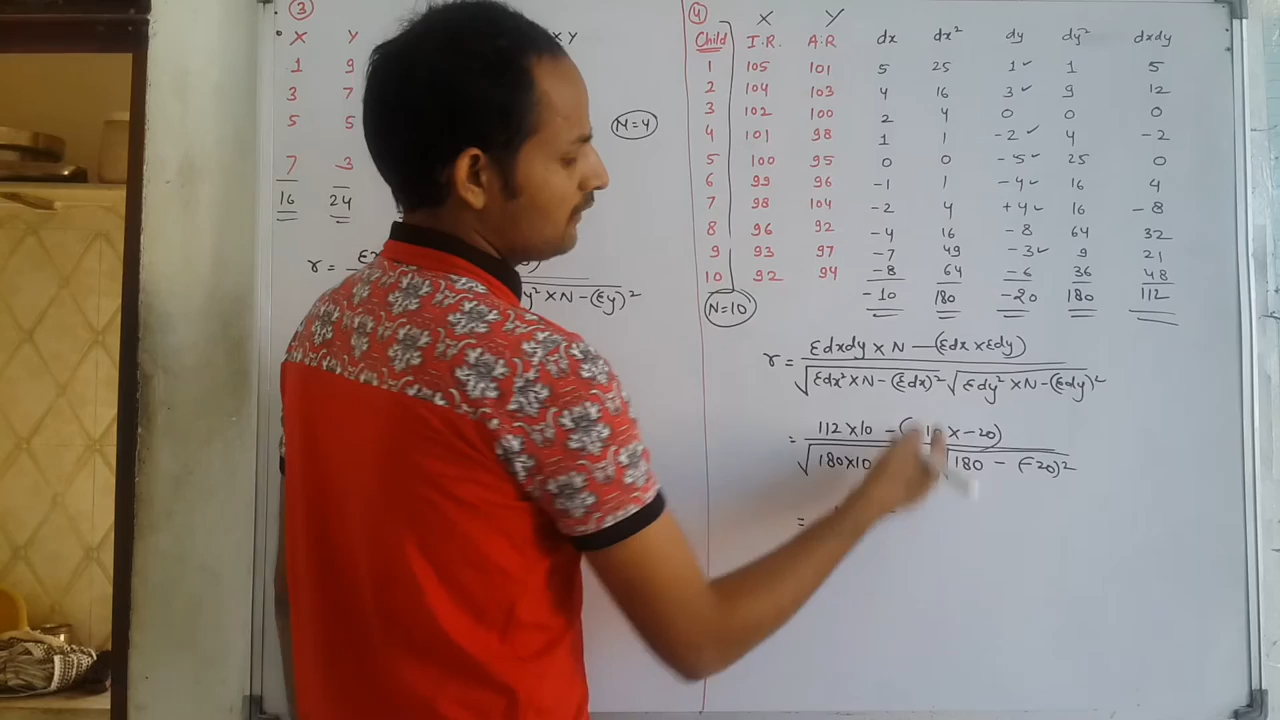 3
X Y
1 9
3 7
5 5
7 3
16 24
X Y
N=4
y² X N - (Ey)²
4
X Y
Child I.R. A.R dx dx² dy dy² dxdy
1 105 101 5 25 1✓ 1 5
2 104 103 4 16 3✓ 9 12
3 102 100 2 4 0 0 0
4 101 98 1 1 -2✓ 4 -2
5 100 95 0 0 -5✓ 25 0
6 99 96 -1 1 -4✓ 16 4
7 98 104 -2 4 +4✓ 16 -8
8 96 92 -4 16 -8 64 32
9 93 97 -7 49 -3✓ 9 21
10 92 94 -8 64 -6 36 48
N=10 -10 180 -20 180 112
r = Σdxdy x N - (Σdx x Σdy)
√Σdx² x N - (Σdx)² √Σdy² x N - (Σdy)²
= 112 x 10 - ( 10 x -20)
√180x10 √180 - (-20)²
=